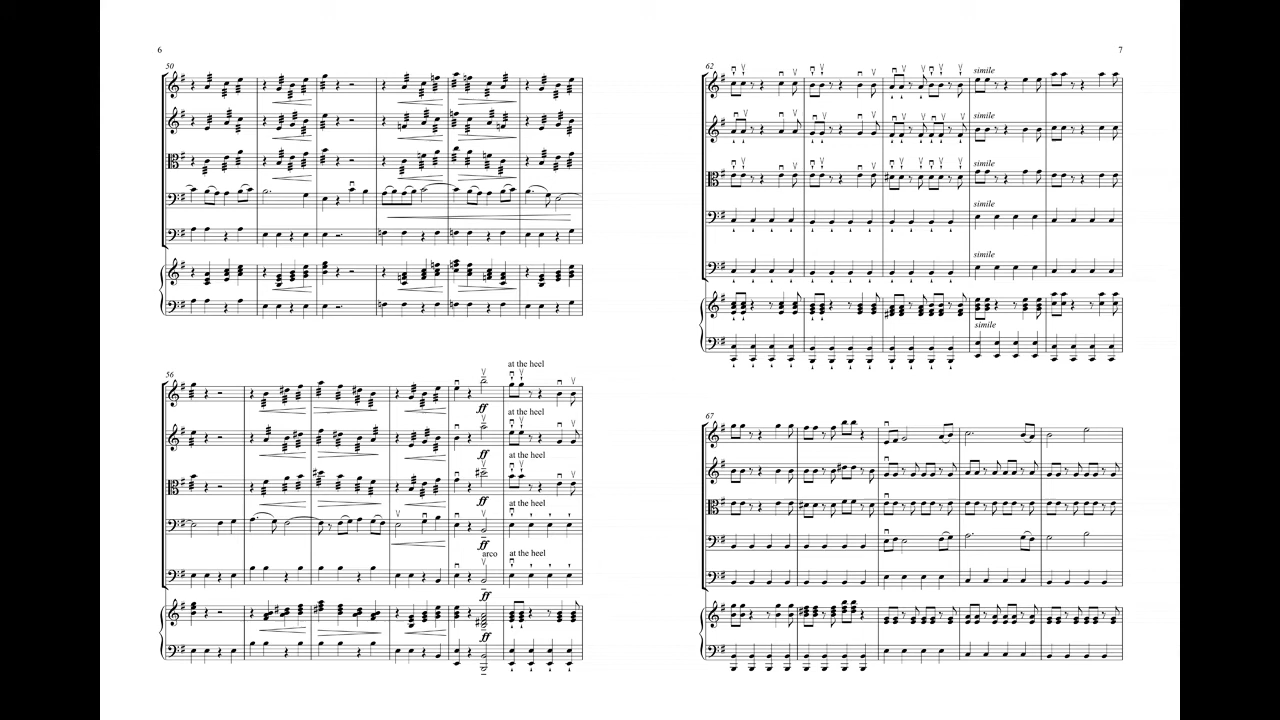 6
50
56
at the heel
ff
at the heel
ff
at the heel
ff
at the heel
ff
arco
at the heel
ff
ff
7
62
simile
simile
simile
simile
simile
simile
67